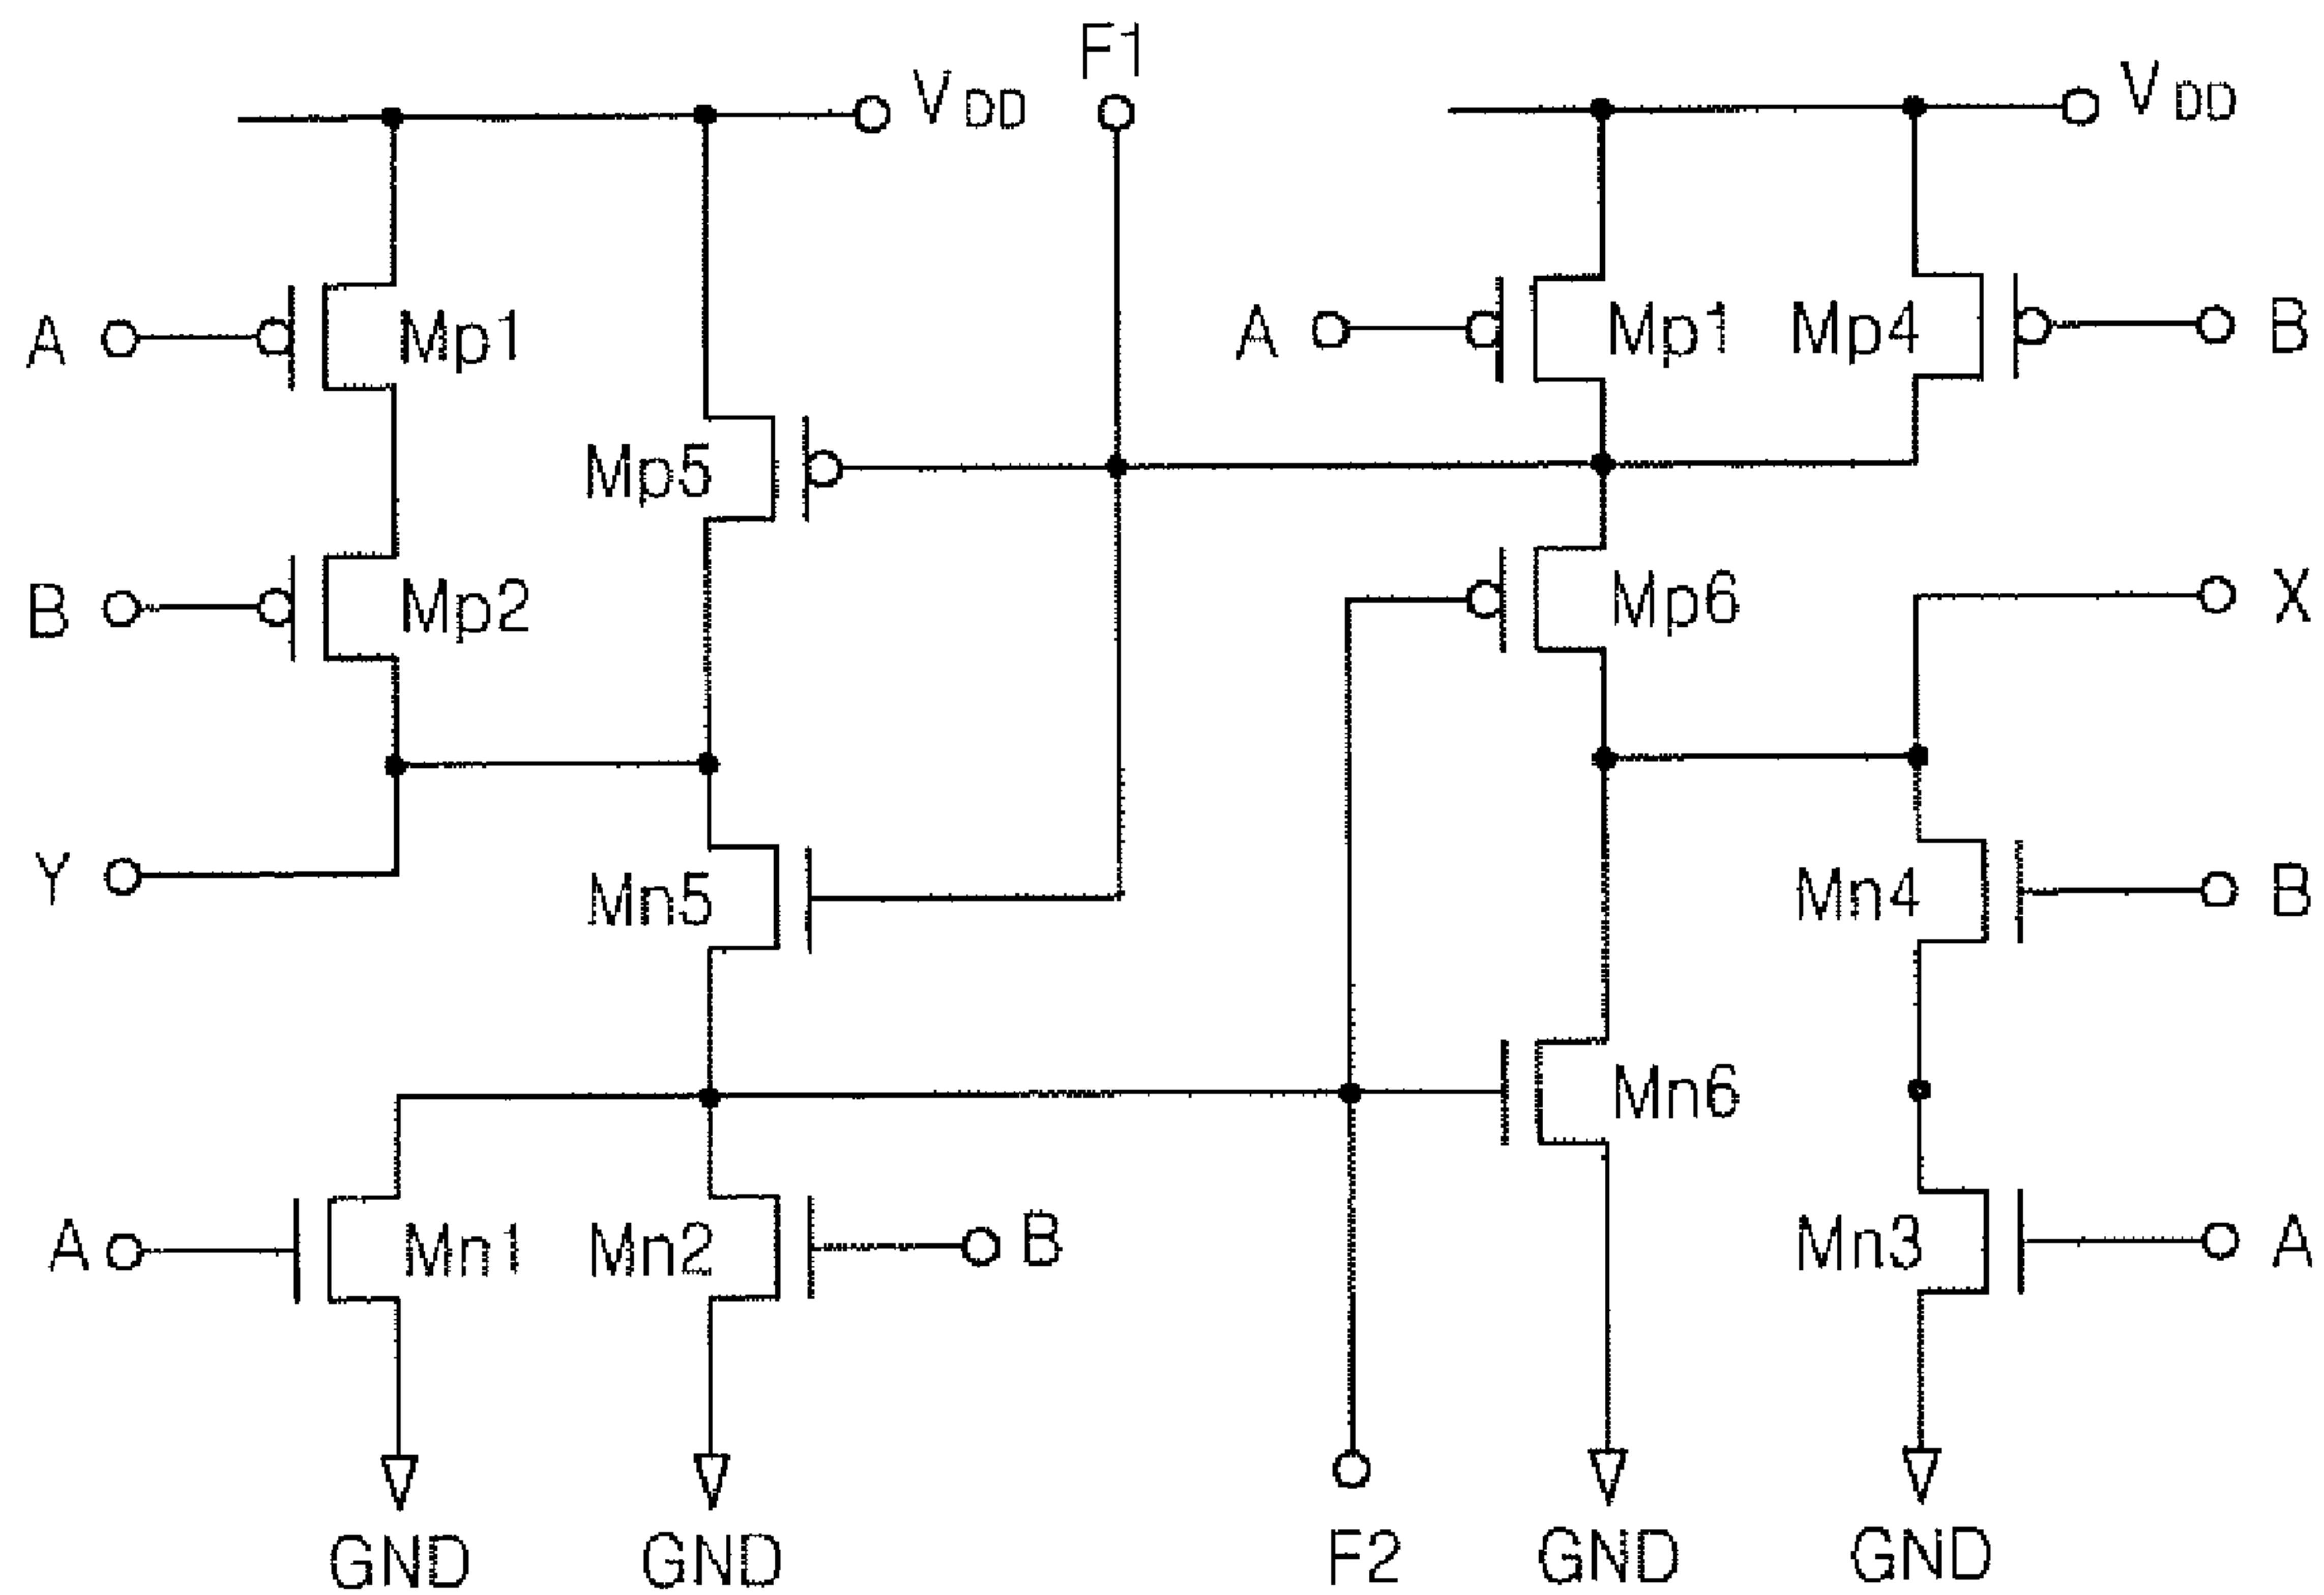 F1
VDD
VDD
A
Mp1
A
Mp1
Mp4
B
Mp5
B
Mp2
Mp6
X
Y
Mn5
Mn4
B
Mn6
A
Mn1
Mn2
B
Mn3
A
GND
GND
F2
GND
GND